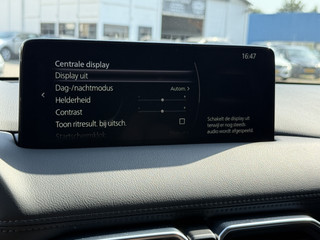 16:47
Centrale display
Display uit
Dag-/nachtmodus Autom.
Helderheid
Contrast
Toon ritresult. bij uitsch.
Schakelt de display uit
terwijl er nog steeds
audio wordt afgespeeld.